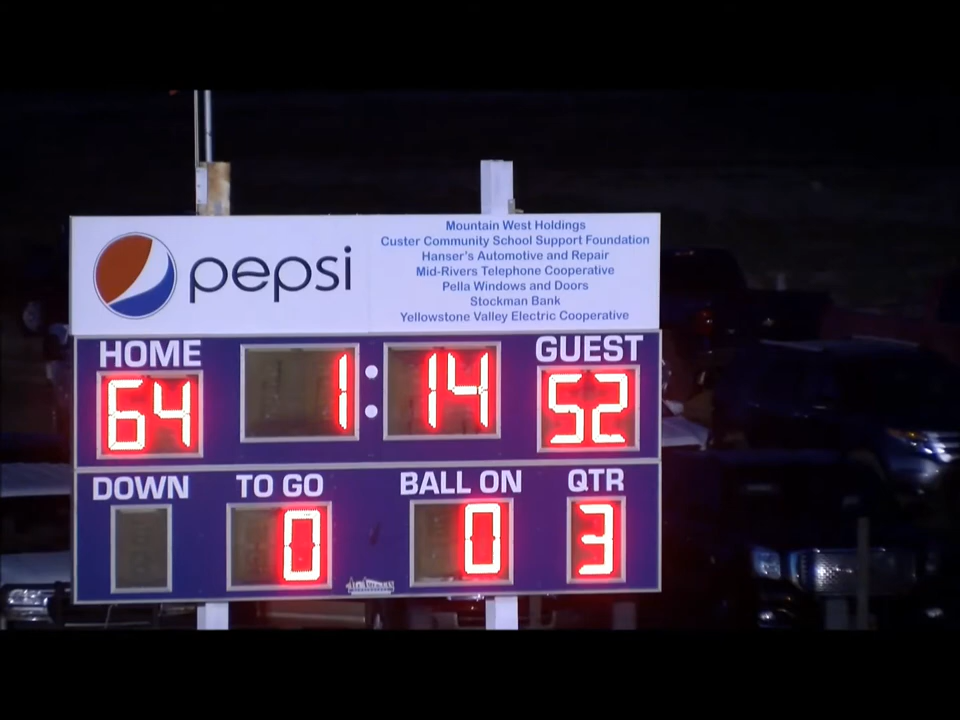 pepsi
Mountain West Holdings
Custer Community School Support Foundation
Hanser's Automotive and Repair
Mid-Rivers Telephone Cooperative
Pella Windows and Doors
Stockman Bank
Yellowstone Valley Electric Cooperative
HOME 1:14 GUEST
64 52
DOWN TO GO BALL ON QTR
0 0 3